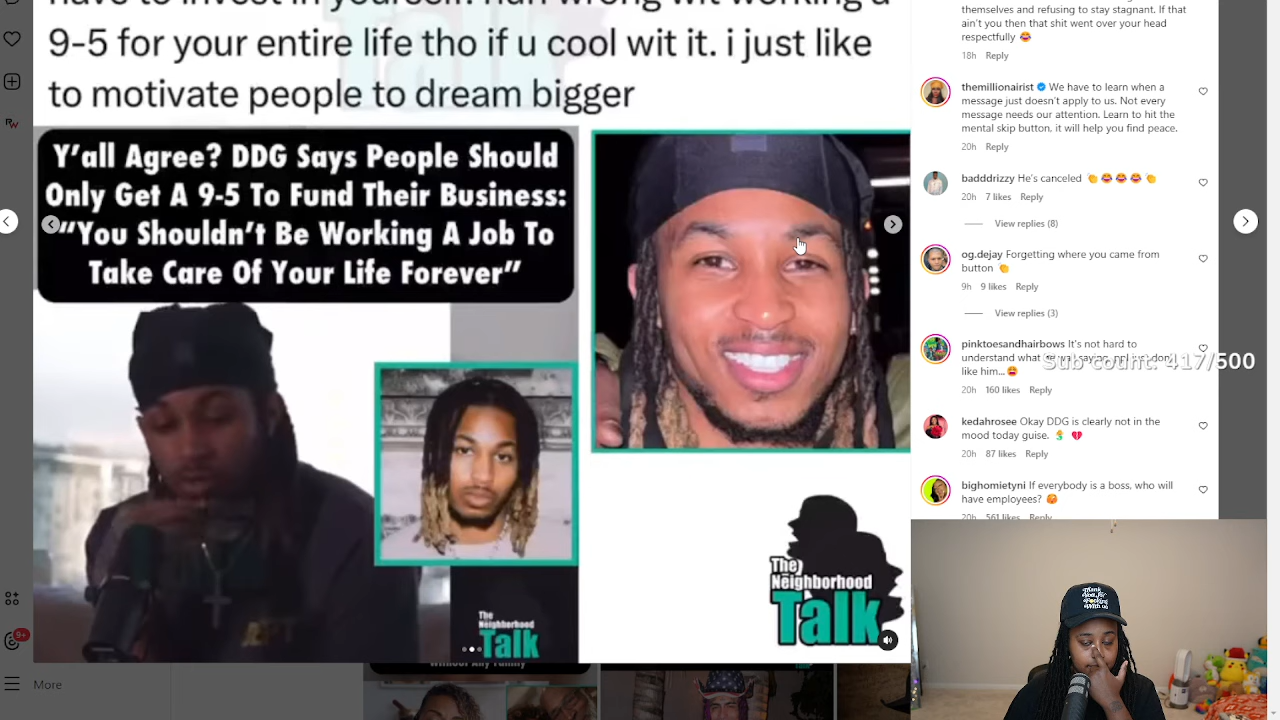 9-5 for your entire life tho if u cool wit it. i just like
to motivate people to dream bigger
Y'all Agree? DDG Says People Should
Only Get A 9-5 To Fund Their Business:
"You Shouldn't Be Working A Job To
Take Care Of Your Life Forever"
The
Neighborhood
Talk
The
Neighborhood
Talk
themselves and refusing to stay stagnant. If that
ain't you then that shit went over your head
respectfully 😂
18h Reply
themillionairist We have to learn when a
message just doesn't apply to us. Not every
message needs our attention. Learn to hit the
mental skip button, it will help you find peace.
20h Reply
badddrizzy He's canceled 👏😂😂😂👏
20h 7 likes Reply
View replies (8)
og.dejay Forgetting where you came from
button 👏
9h 9 likes Reply
View replies (3)
pinktoesandhairbows It's not hard to
understand what
like him...
Sub count: 417/500
20h 160 likes Reply
kedahrosee Okay DDG is clearly not in the
mood today guise.
20h 87 likes Reply
bighomietyni If everybody is a boss, who will
have employees?
20h 561 likes Reply
9+
More